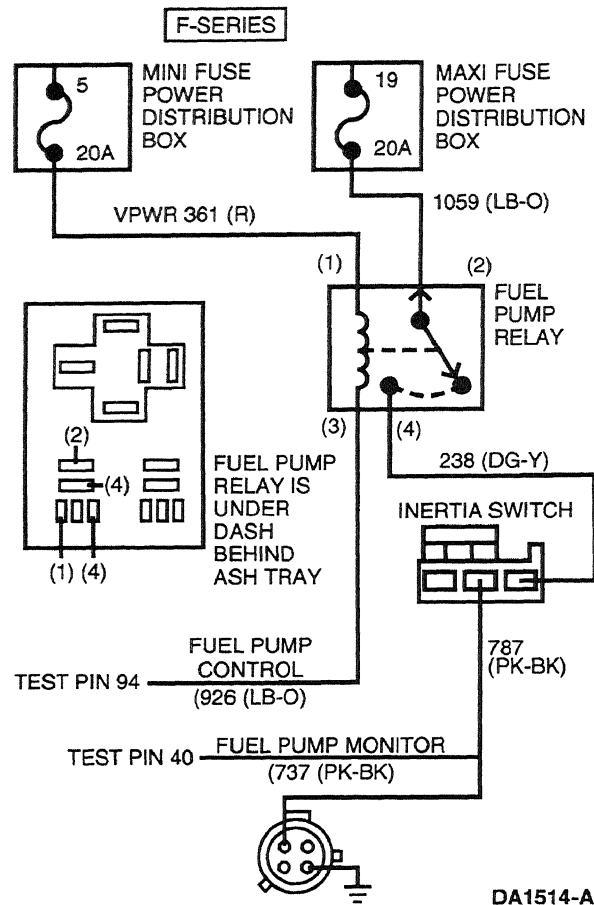 F-SERIES
5
20A
MINI FUSE
POWER
DISTRIBUTION
BOX
19
20A
MAXI FUSE
POWER
DISTRIBUTION
BOX
VPWR 361 (R)
1059 (LB-O)
(1)
(2)
FUEL
PUMP
RELAY
(3)
(4)
(2)
(4)
(1) (4)
FUEL PUMP
RELAY IS
UNDER
DASH
BEHIND
ASH TRAY
238 (DG-Y)
INERTIA SWITCH
787
(PK-BK)
FUEL PUMP
CONTROL
TEST PIN 94
(926 (LB-O)
FUEL PUMP MONITOR
TEST PIN 40
(737 (PK-BK)
DA1514-A